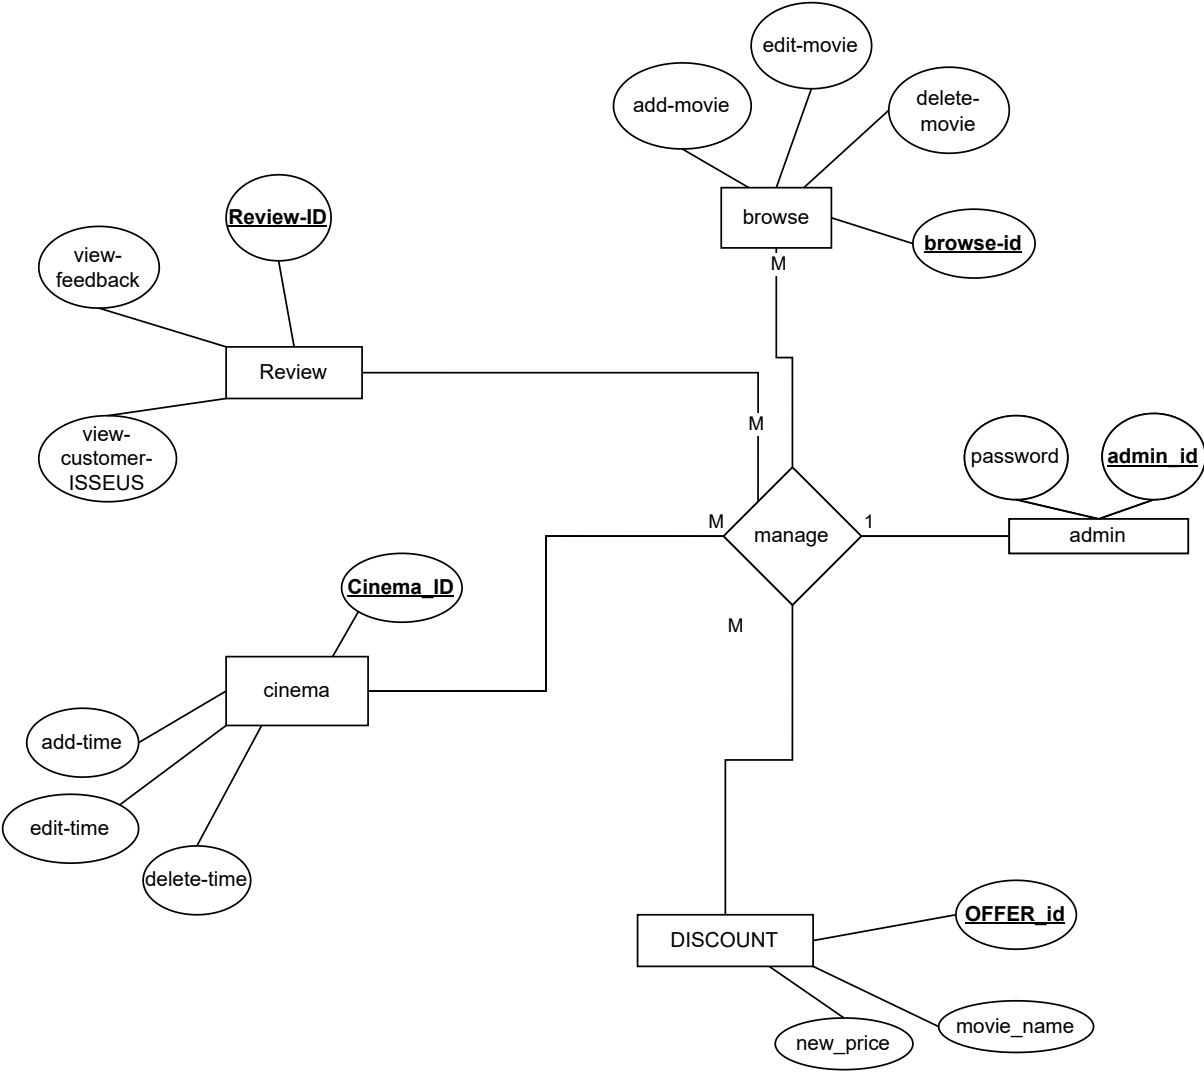 edit-movie
add-movie
delete-
movie
browse
browse-id
M
Review-ID
view-
feedback
Review
view-
customer-
ISSEUS
M
password
admin_id
M
manage
1
admin
Cinema_ID
M
cinema
add-time
edit-time
delete-time
OFFER_id
DISCOUNT
movie_name
new_price